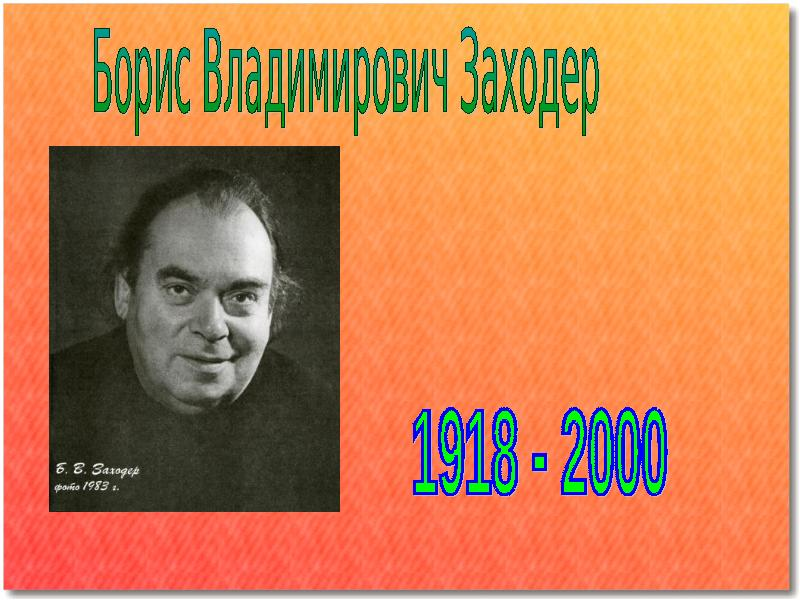 Борис Владимирович Заходер
Б. В. Заходер
фото 1983 г.
1918 - 2000